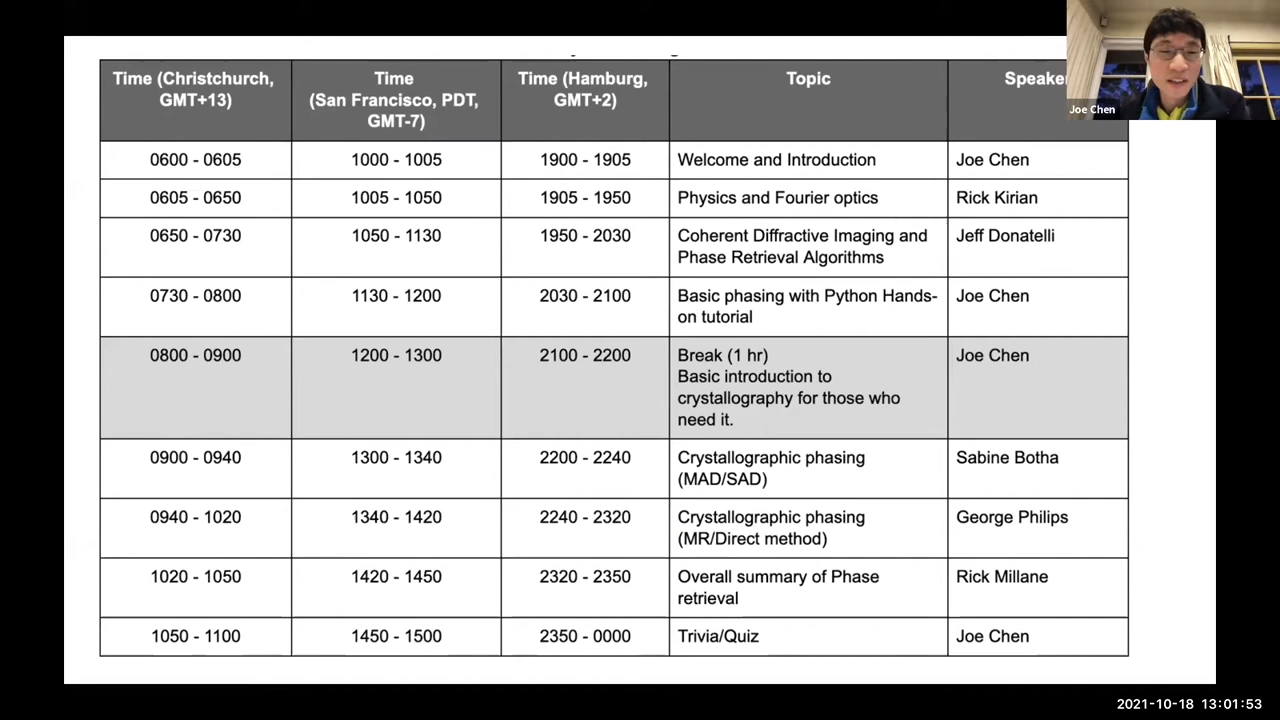 Time (Christchurch, GMT+13)
Time (San Francisco, PDT, GMT-7)
Time (Hamburg, GMT+2)
Topic
Speaker
0600 - 0605 1000 - 1005 1900 - 1905 Welcome and Introduction Joe Chen
0605 - 0650 1005 - 1050 1905 - 1950 Physics and Fourier optics Rick Kirian
0650 - 0730 1050 - 1130 1950 - 2030 Coherent Diffractive Imaging and Jeff Donatelli
Phase Retrieval Algorithms
0730 - 0800 1130 - 1200 2030 - 2100 Basic phasing with Python Hands- Joe Chen
on tutorial
0800 - 0900 1200 - 1300 2100 - 2200 Break (1 hr) Joe Chen
Basic introduction to
crystallography for those who
need it.
0900 - 0940 1300 - 1340 2200 - 2240 Crystallographic phasing Sabine Botha
(MAD/SAD)
0940 - 1020 1340 - 1420 2240 - 2320 Crystallographic phasing George Philips
(MR/Direct method)
1020 - 1050 1420 - 1450 2320 - 2350 Overall summary of Phase Rick Millane
retrieval
1050 - 1100 1450 - 1500 2350 - 0000 Trivia/Quiz Joe Chen
Joe Chen
2021-10-18 13:01:53